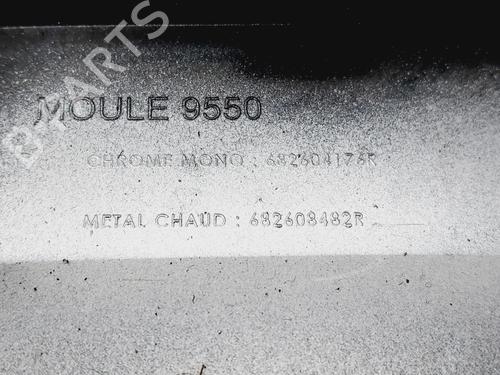 MOULE 9550
CHROME MONO : 682604176R
METAL CHAUD : 682608482R
B-PARTS